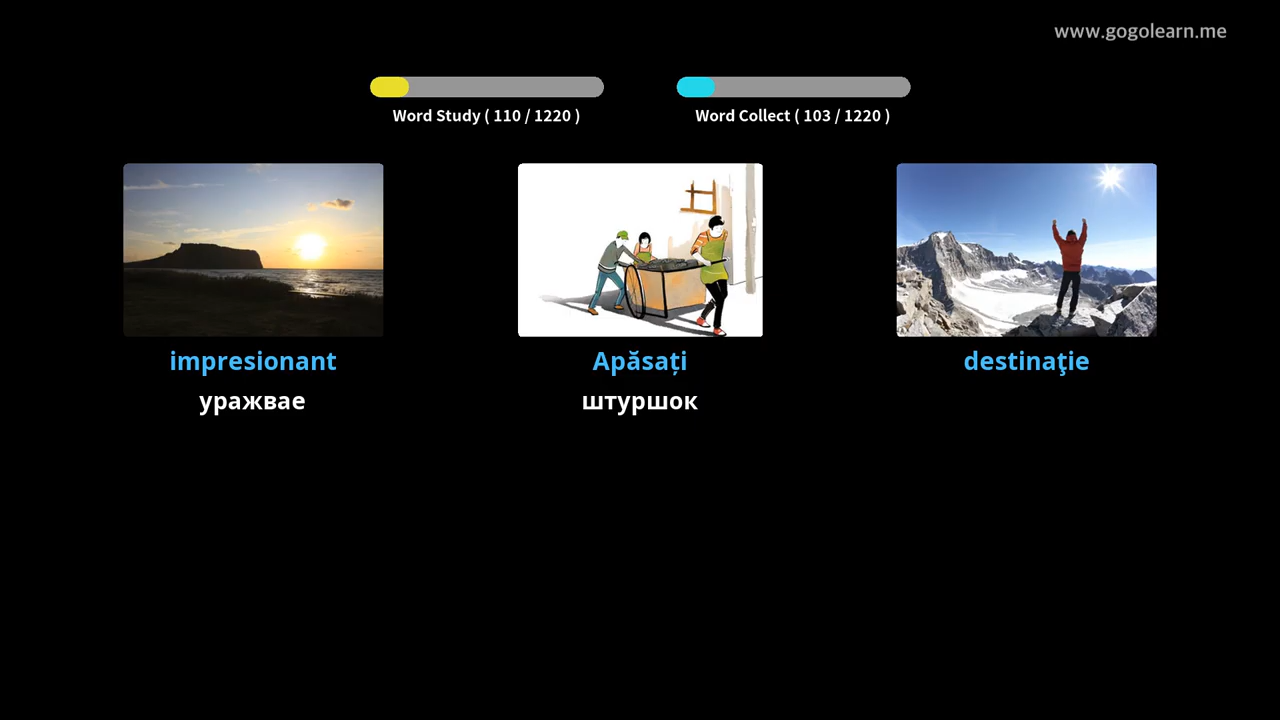 www.gogolearn.me
Word Study ( 110 / 1220 )
Word Collect ( 103 / 1220 )
impresionant
Apăsați
destinaţie
уражвае
штуршок